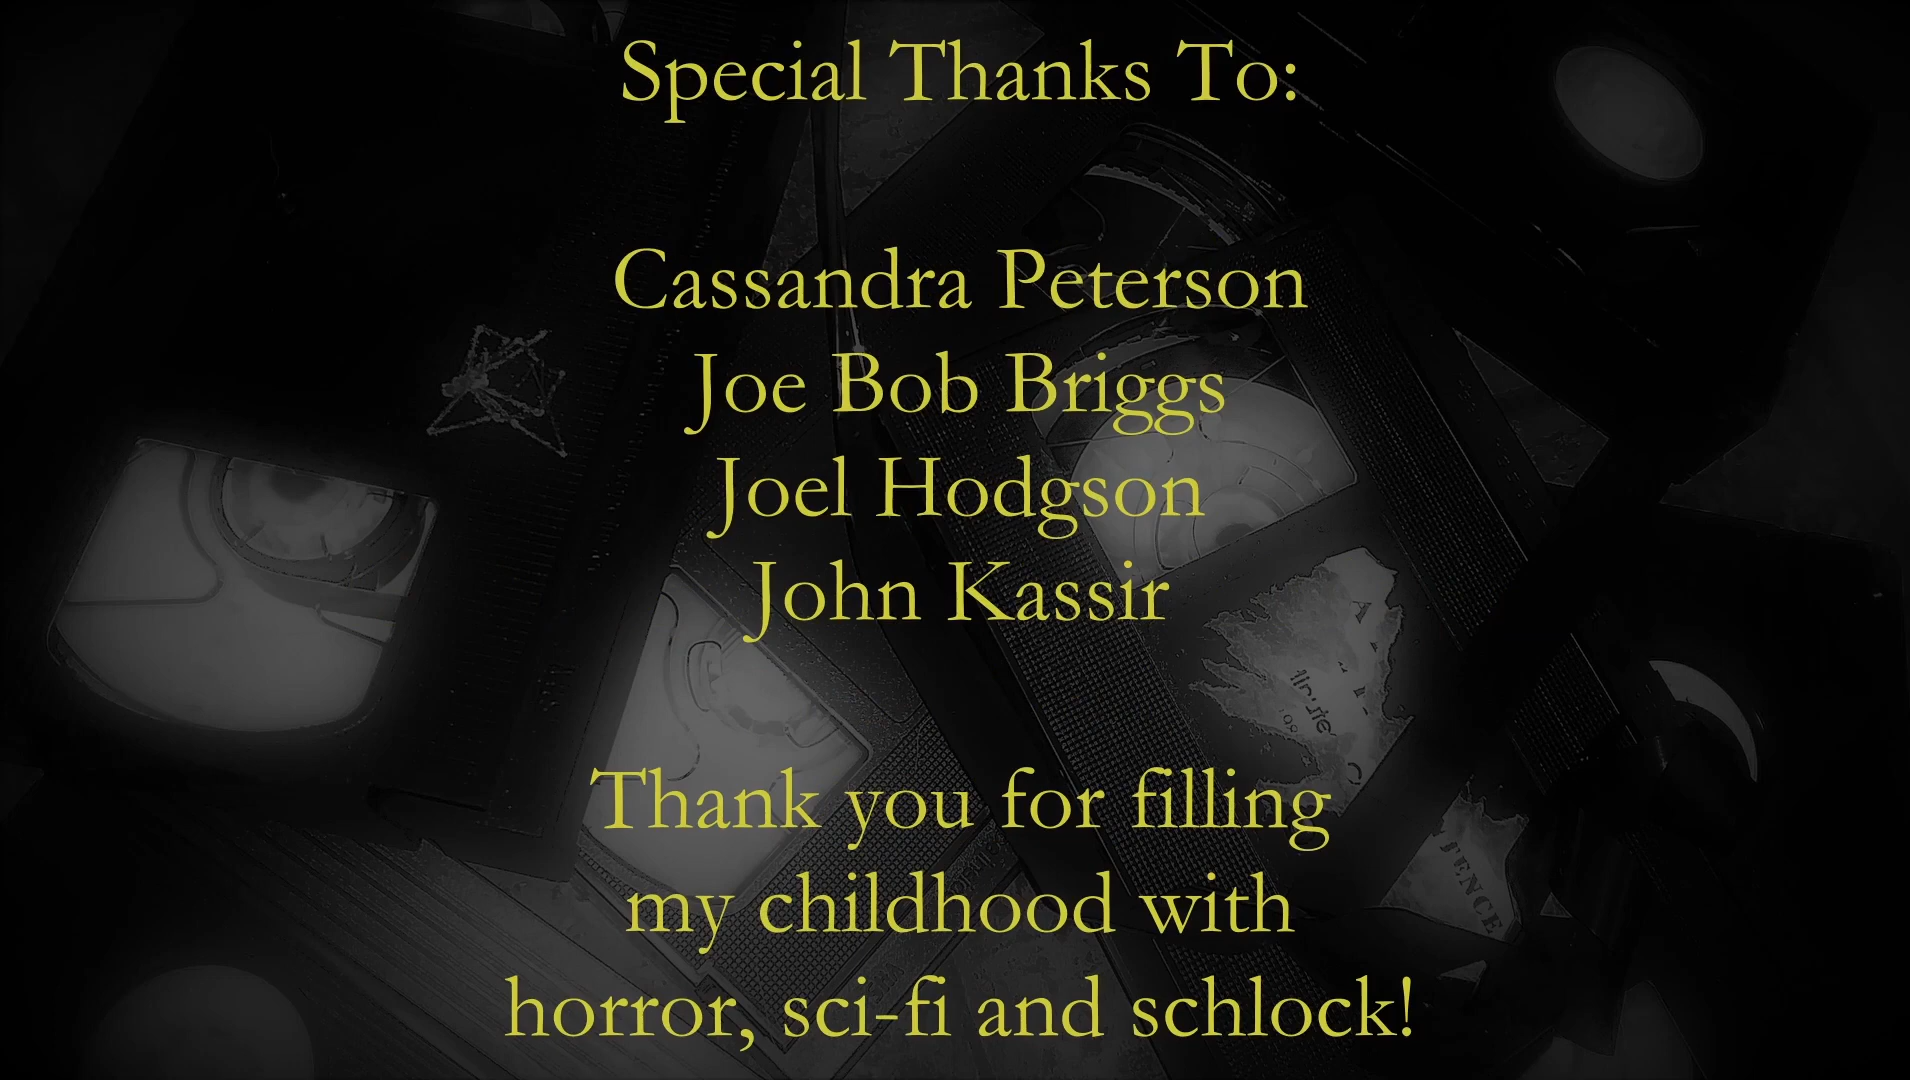 Special Thanks To:
Cassandra Peterson
Joe Bob Briggs
Joel Hodgson
John Kassir
Thank you for filling
my childhood with
horror, sci-fi and schlock!